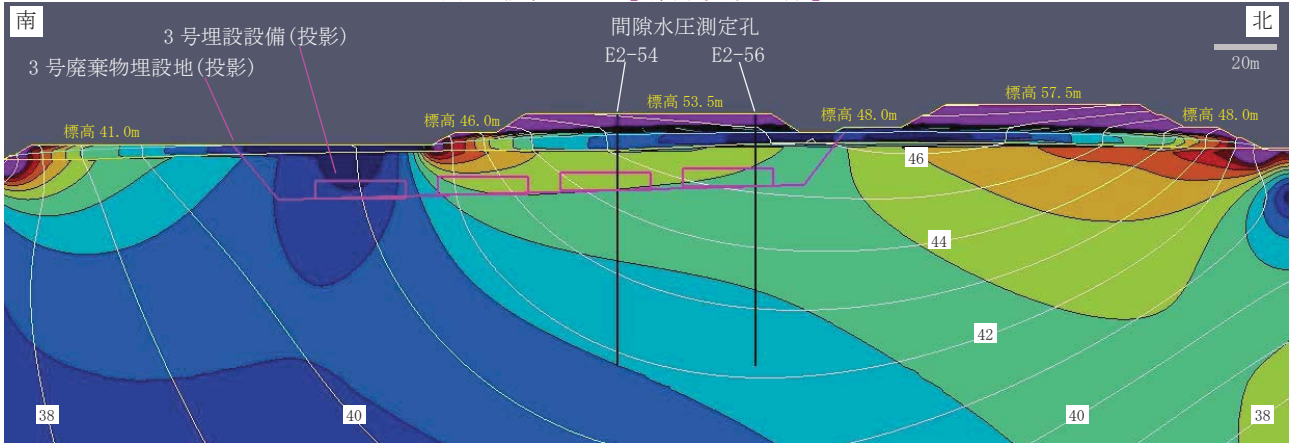 南
北
3号埋設設備(投影)
3号廃棄物埋設地(投影)
間隙水圧測定孔
E2-54
E2-56
20m
標高 41.0m
標高 46.0m
標高 53.5m
標高 48.0m
標高 57.5m
標高 48.0m
46
44
42
38
40
40
38